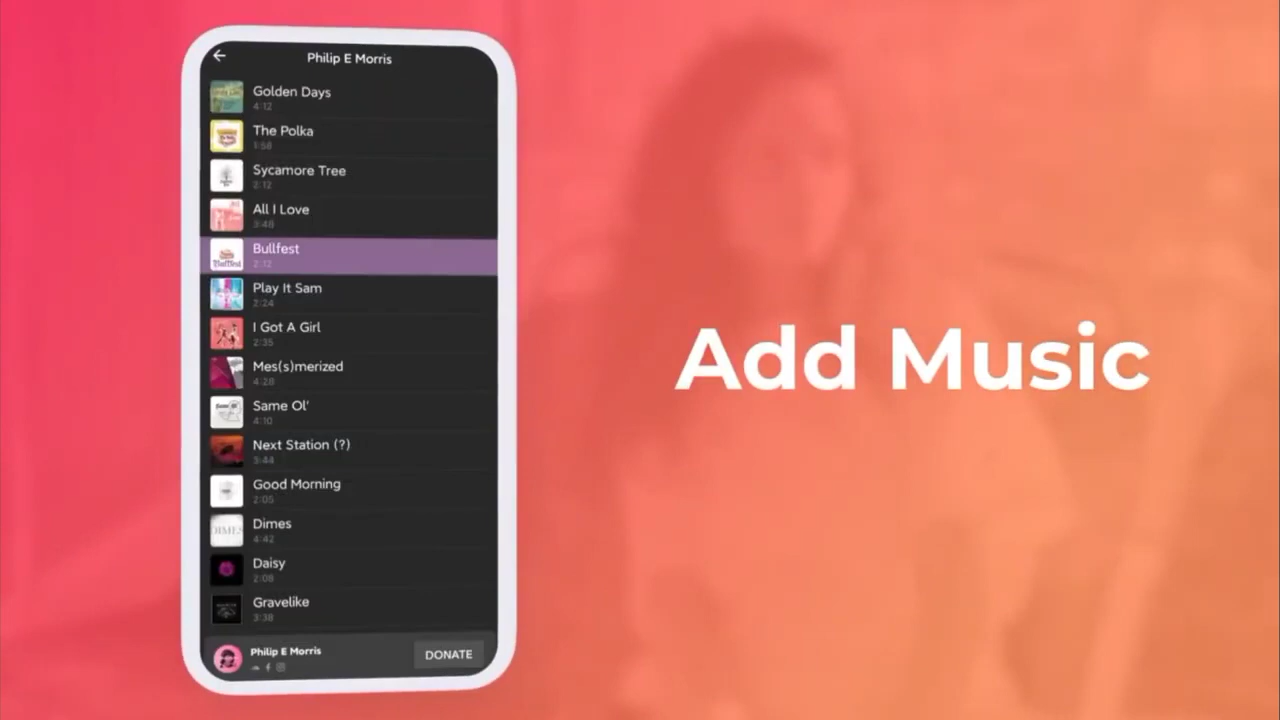 Philip E Morris
Golden Days
4:12
The Polka
1:58
Sycamore Tree
2:12
All I Love
3:48
Bullfest
2:12
Play It Sam
2:24
I Got A Girl
2:35
Mes(s)merized
4:28
Same Ol'
4:10
Next Station (?)
3:44
Good Morning
2:05
DIMES
Dimes
4:42
Daisy
2:08
Gravelike
3:38
Philip E Morris
DONATE
Add Music